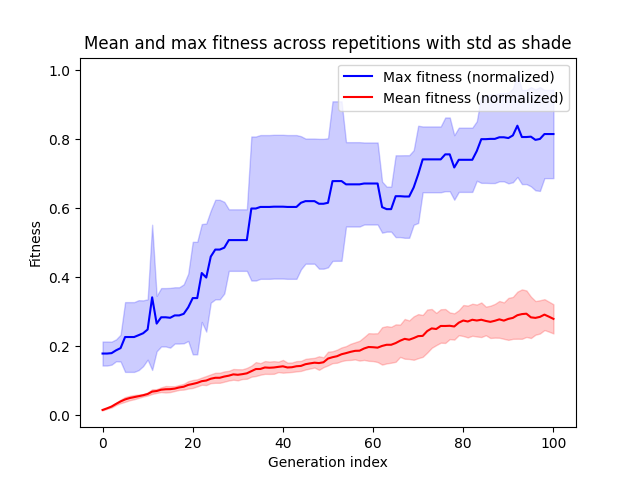 Mean and max fitness across repetitions with std as shade
Max fitness (normalized)
Mean fitness (normalized)
Fitness
1.0
0.8
0.6
0.4
0.2
0.0
0 20 40 60 80 100
Generation index